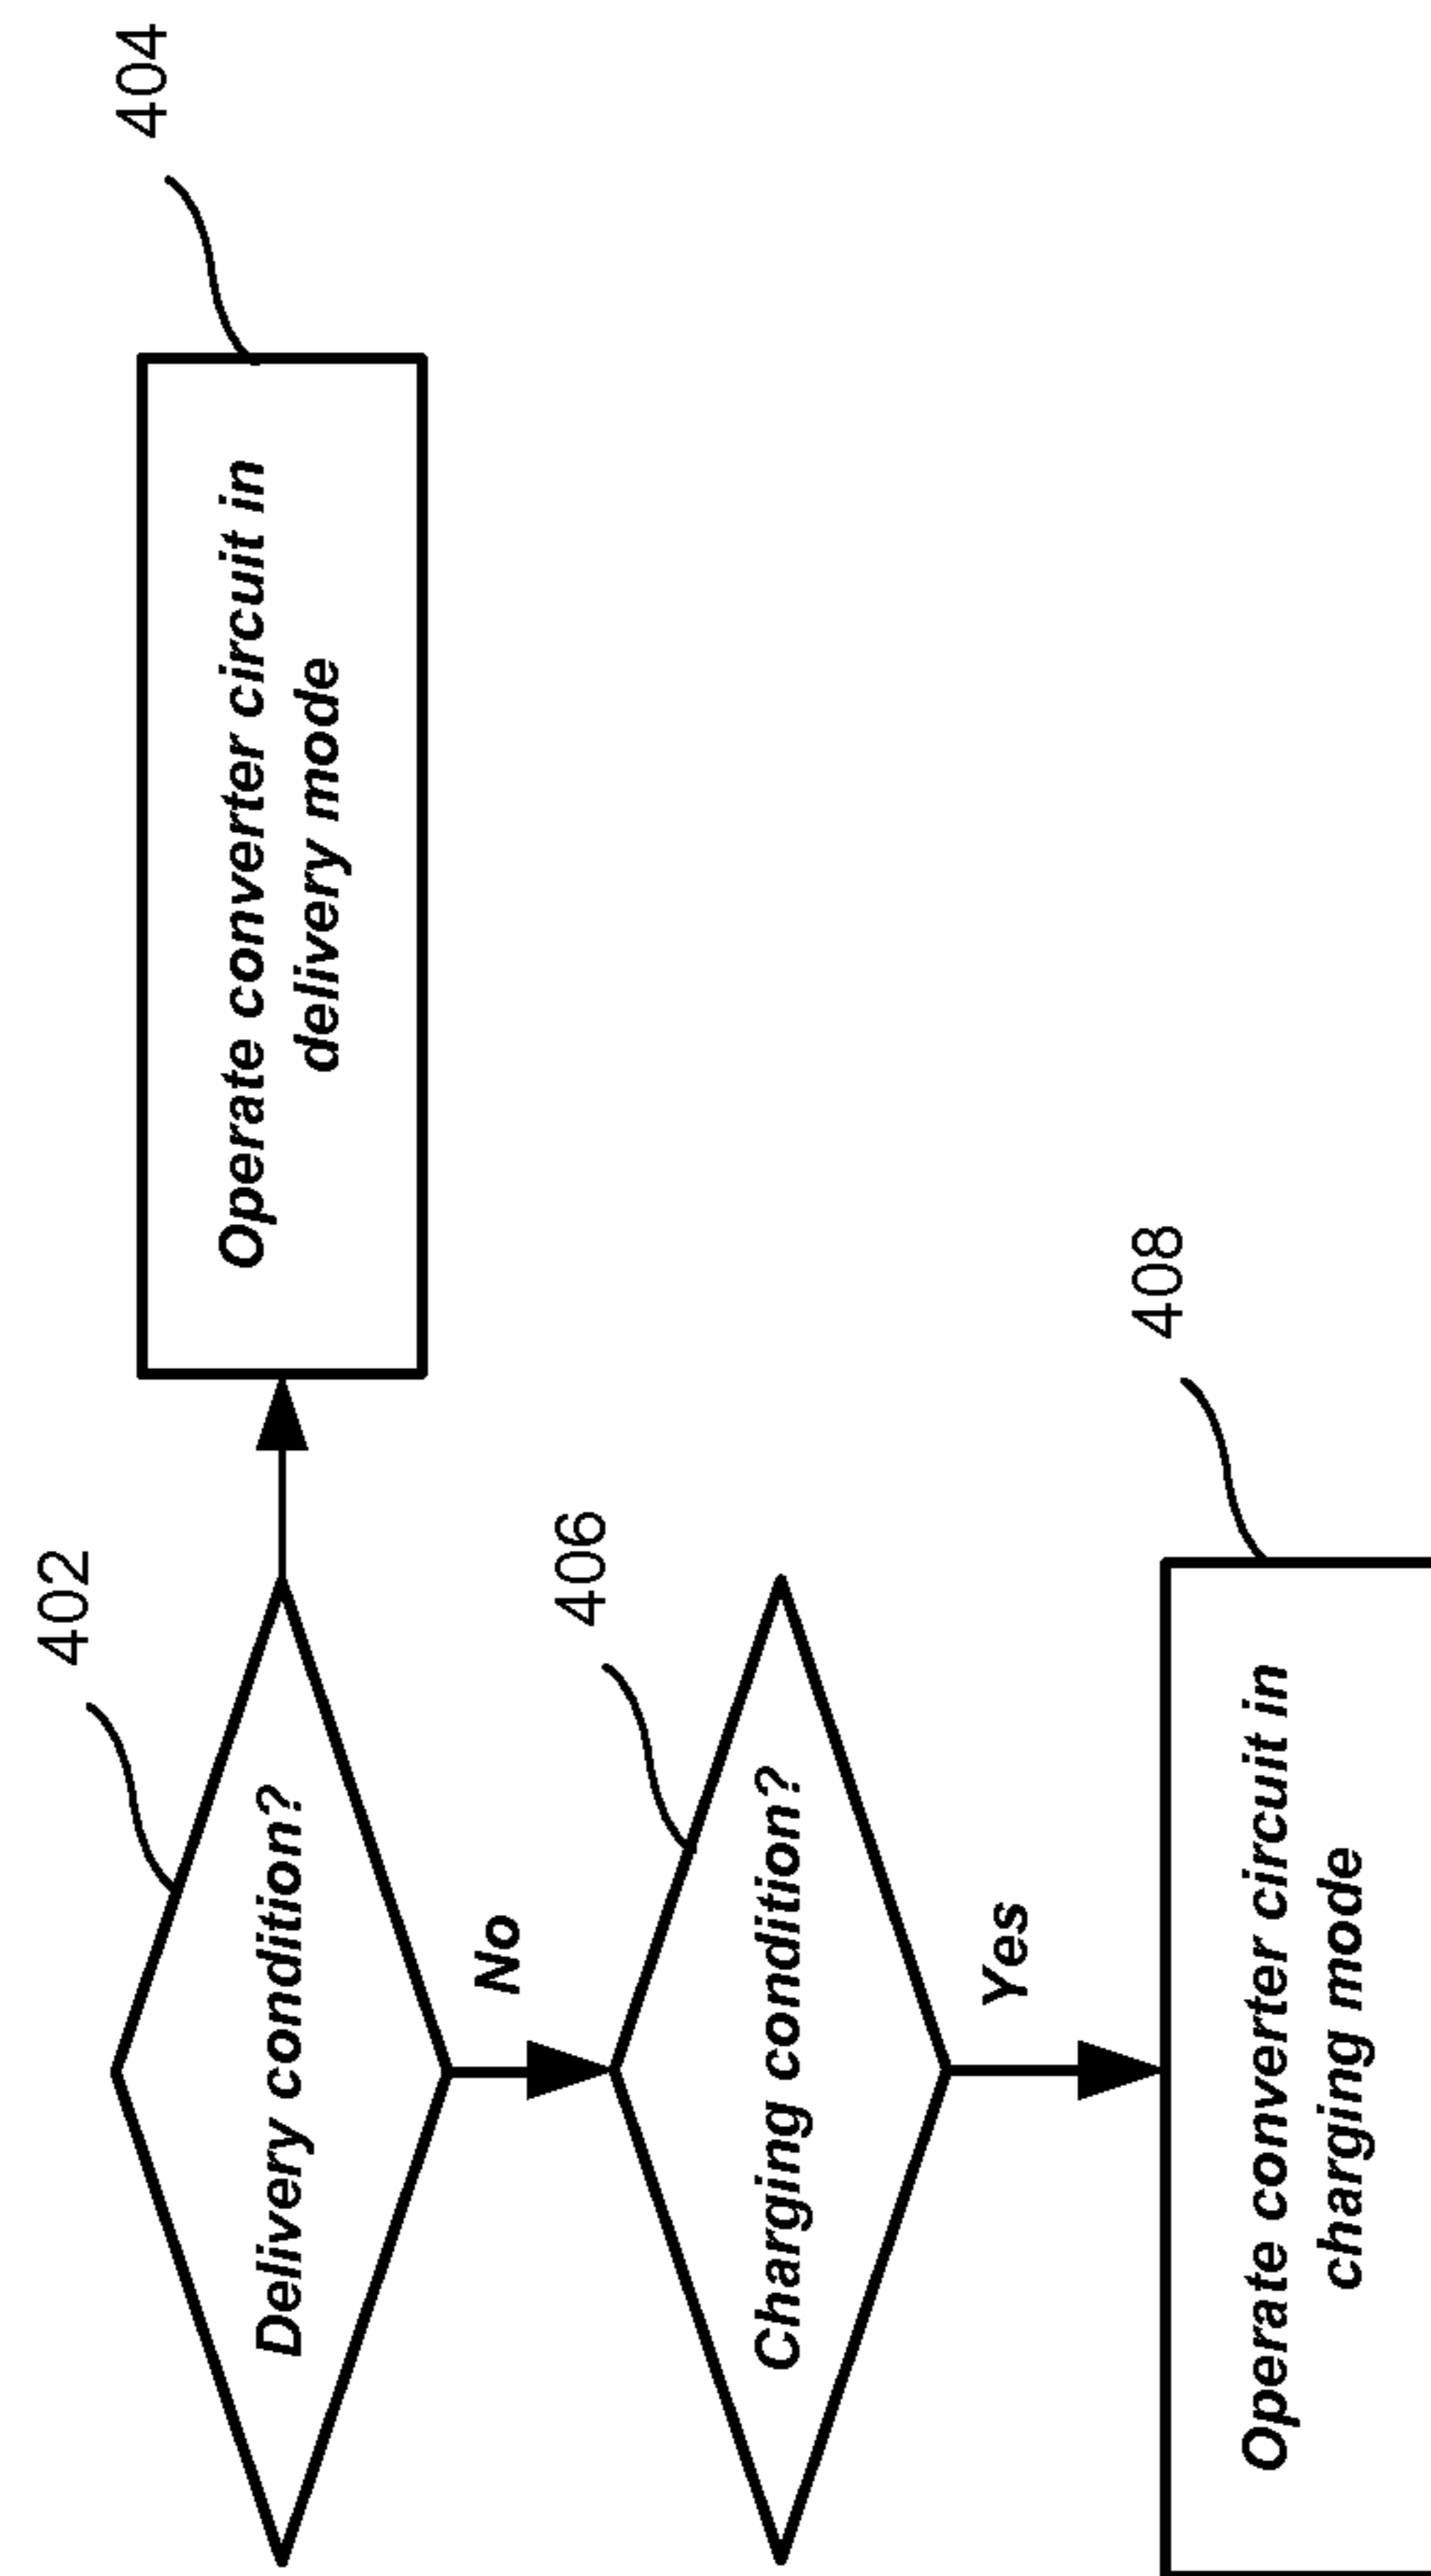 402
Delivery condition?
404
Operate converter circuit in
delivery mode
No
406
Charging condition?
Yes
408
Operate converter circuit in
charging mode